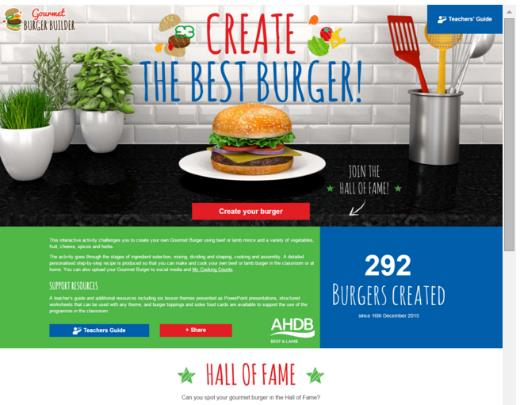 Gourmet
BURGER BUILDER
Teachers' Guide
£3
CREATE
THE BEST BURGER!
JOIN THE
HALL OF FAME!
Create your burger
This interactive activity challenges you to create your own Gourmet Burger using beef or lamb mince and a variety of vegetables,
fruit, cheese, spices and herbs.
The activity goes through the stages of ingredient selection, mixing, dividing and shaping, cooking and assembly. A detailed
personalised step-by-step recipe is produced so that you can make and cook your own beef or lamb burger in the classroom or at
home. You can also upload your Gourmet Burger to social media and My Cooking Counts.
SUPPORT RESOURCES
A teacher's guide and additional resources including six lesson themes presented as PowerPoint presentations, structured
worksheets that can be used with any theme, and burger toppings and sides food cards are available to support the use of the
programme in the classroom.
Teachers Guide
+ Share
AHDB
BEEF & LAMB
292
BURGERS CREATED
since 16th December 2015
HALL OF FAME
Can you spot your gourmet burger in the Hall of Fame?